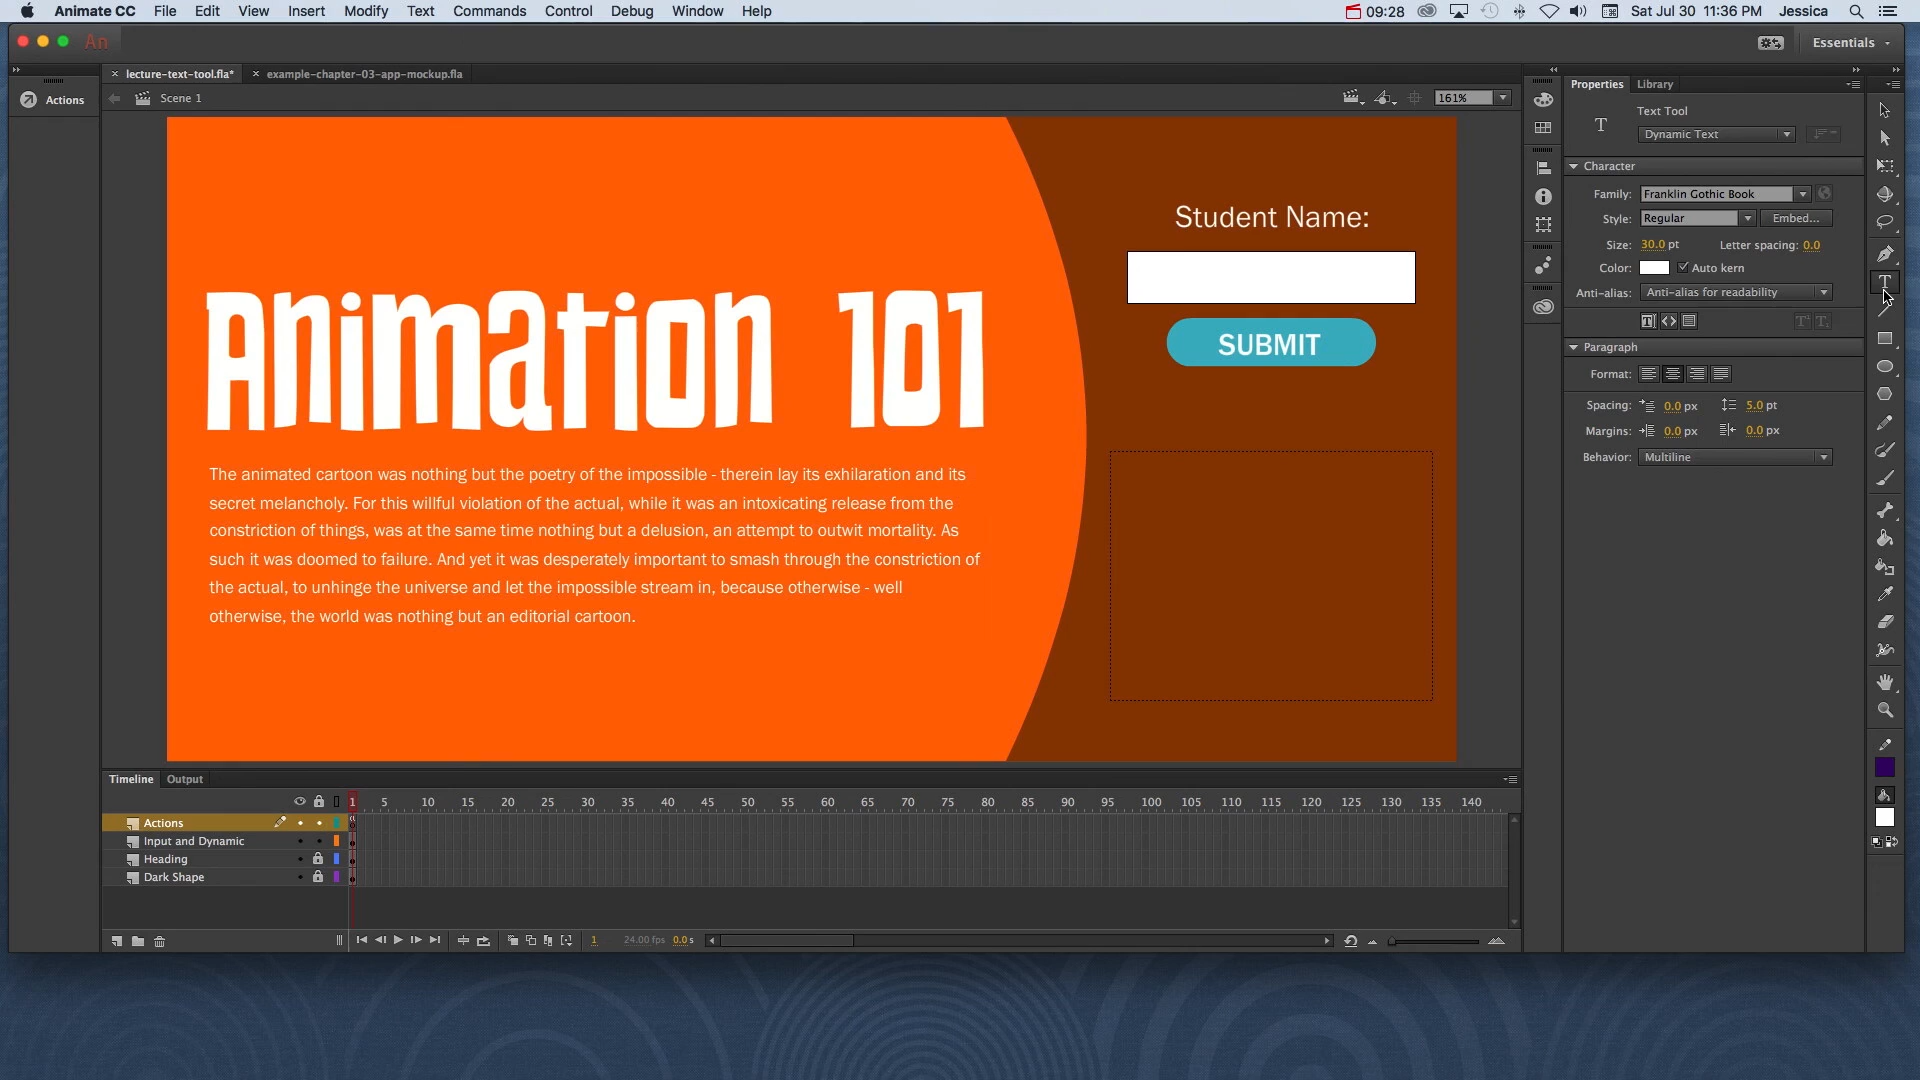 Animate CC File Edit View Insert Modify Text Commands Control Debug Window Help 09:28 Sat Jul 30 11:36 PM Jessica
An Essentials
lecture-text-tool.fla* example-chapter-03-app-mockup.fla
Properties Library
Actions
Scene 1
161%
Text Tool
T Dynamic Text
Character
Family: Franklin Gothic Book
Style: Regular Embed...
Size: 30.0 pt Letter spacing: 0.0
Color: Auto kern
Anti-alias: Anti-alias for readability
Paragraph
Format:
Spacing: 0.0 px 5.0 pt
Margins: 0.0 px 0.0 px
Behavior: Multiline
Student Name:
SUBMIT
Animation 101
The animated cartoon was nothing but the poetry of the impossible - therein lay its exhilaration and its
secret melancholy. For this willful violation of the actual, while it was an intoxicating release from the
constriction of things, was at the same time nothing but a delusion, an attempt to outwit mortality. As
such it was doomed to failure. And yet it was desperately important to smash through the constriction of
the actual, to unhinge the universe and let the impossible stream in, because otherwise - well
otherwise, the world was nothing but an editorial cartoon.
Timeline Output
1 5 10 15 20 25 30 35 40 45 50 55 60 65 70 75 80 85 90 95 100 105 110 115 120 125 130 135 140
Actions
Input and Dynamic
Heading
Dark Shape
1 24.00 fps 0.0 s